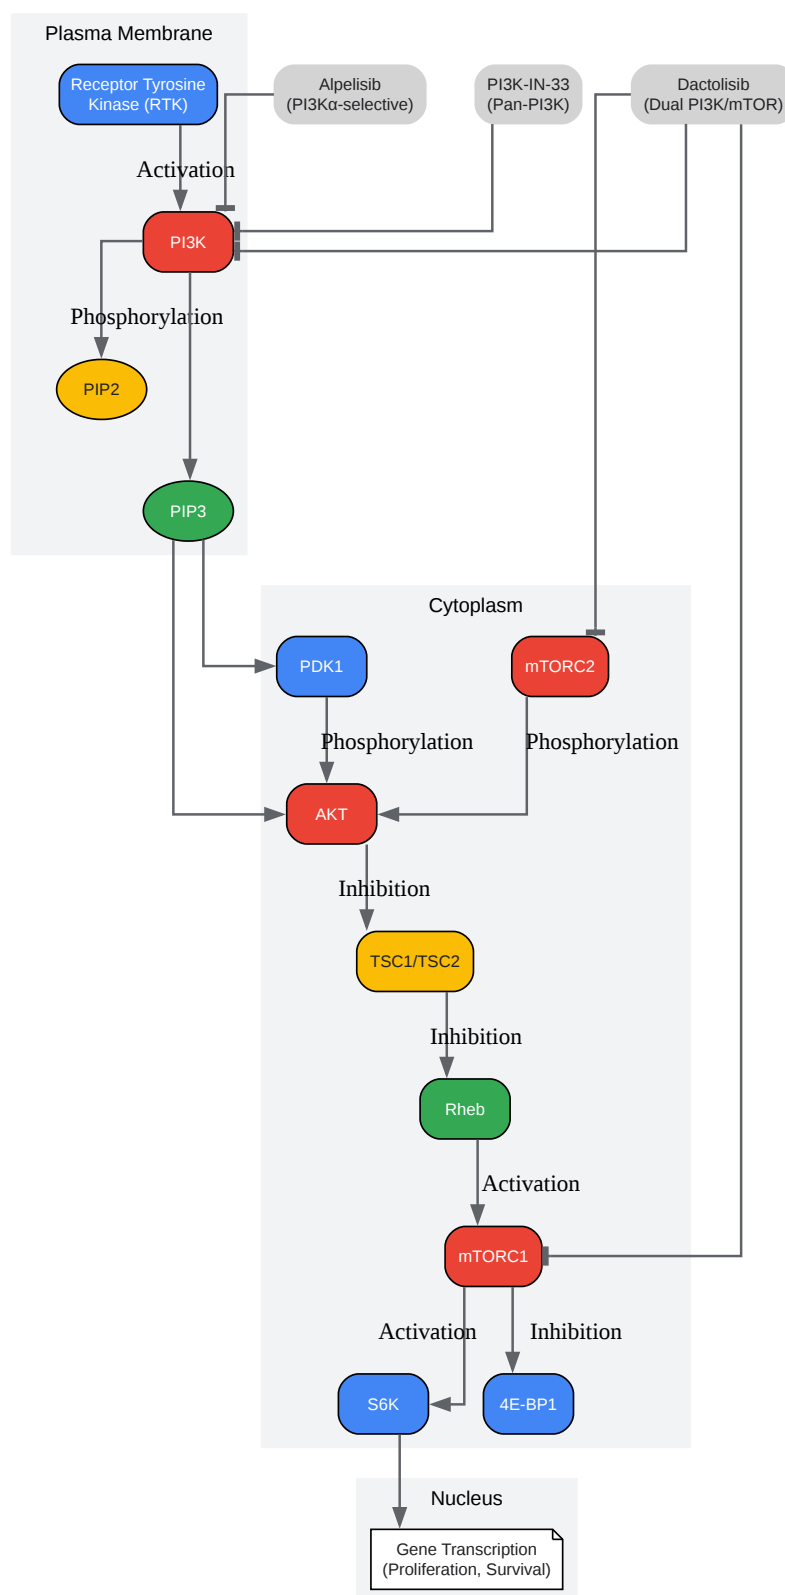 Plasma Membrane
Receptor Tyrosine
Kinase (RTK)
Alpelisib
(PI3Kα-selective)
PI3K-IN-33
(Pan-PI3K)
Dactolisib
(Dual PI3K/mTOR)
Activation
PI3K
Phosphorylation
PIP2
PIP3
Cytoplasm
PDK1
mTORC2
Phosphorylation
Phosphorylation
AKT
Inhibition
TSC1/TSC2
Inhibition
Rheb
Activation
mTORC1
Activation
Inhibition
S6K
4E-BP1
Nucleus
Gene Transcription
(Proliferation, Survival)